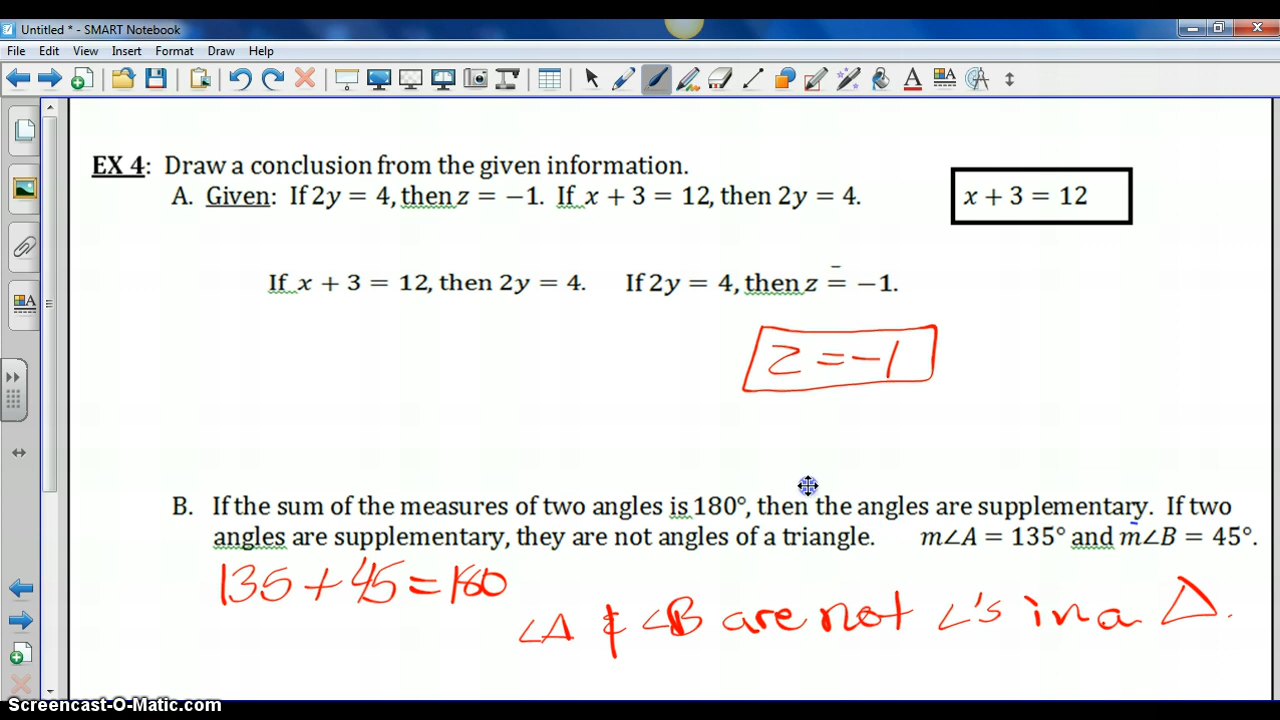 Untitled * - SMART Notebook
File Edit View Insert Format Draw Help
EX 4: Draw a conclusion from the given information.
A. Given: If 2y = 4, then z = −1. If x + 3 = 12, then 2y = 4.
x + 3 = 12
If x + 3 = 12, then 2y = 4. If 2y = 4, then z = −1.
z = −1
B. If the sum of the measures of two angles is 180°, then the angles are supplementary. If two
angles are supplementary, they are not angles of a triangle. m∠A = 135° and m∠B = 45°.
135 + 45 = 180
∠A & ∠B are not ∠'s in a △.
Screencast-O-Matic.com